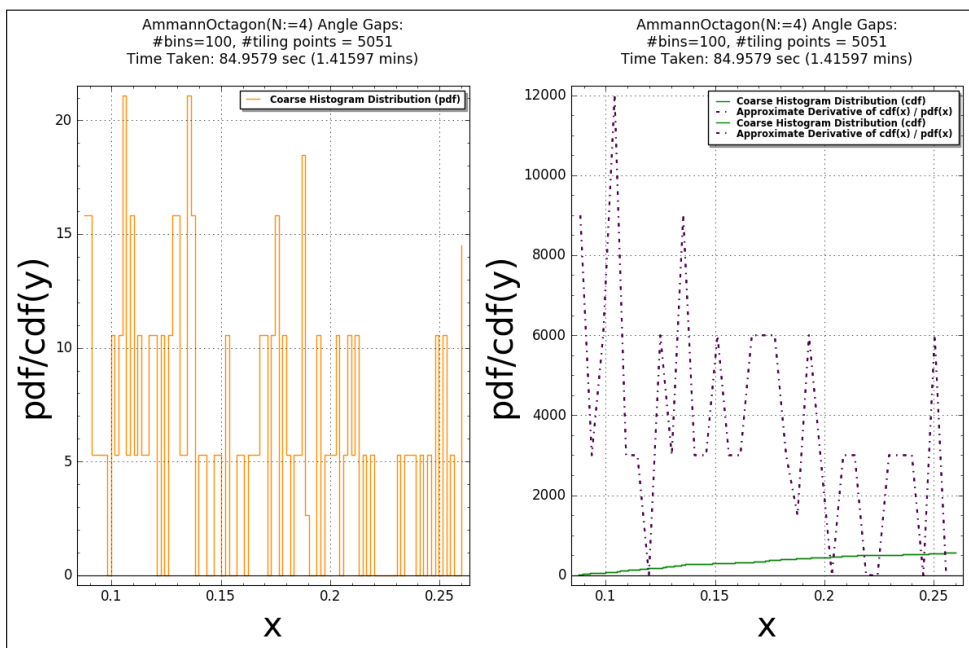 AmmannOctagon(N:=4) Angle Gaps:
#bins=100, #tiling points = 5051
Time Taken: 84.9579 sec (1.41597 mins)
Coarse Histogram Distribution (pdf)
20
15
10
5
0
0.1
0.15
0.2
0.25
pdf/cdf(y)
x
AmmannOctagon(N:=4) Angle Gaps:
#bins=100, #tiling points = 5051
Time Taken: 84.9579 sec (1.41597 mins)
Coarse Histogram Distribution (cdf)
Approximate Derivative of cdf(x) / pdf(x)
Coarse Histogram Distribution (cdf)
Approximate Derivative of cdf(x) / pdf(x)
12000
10000
8000
6000
4000
2000
0
0.1
0.15
0.2
0.25
pdf/cdf(y)
x